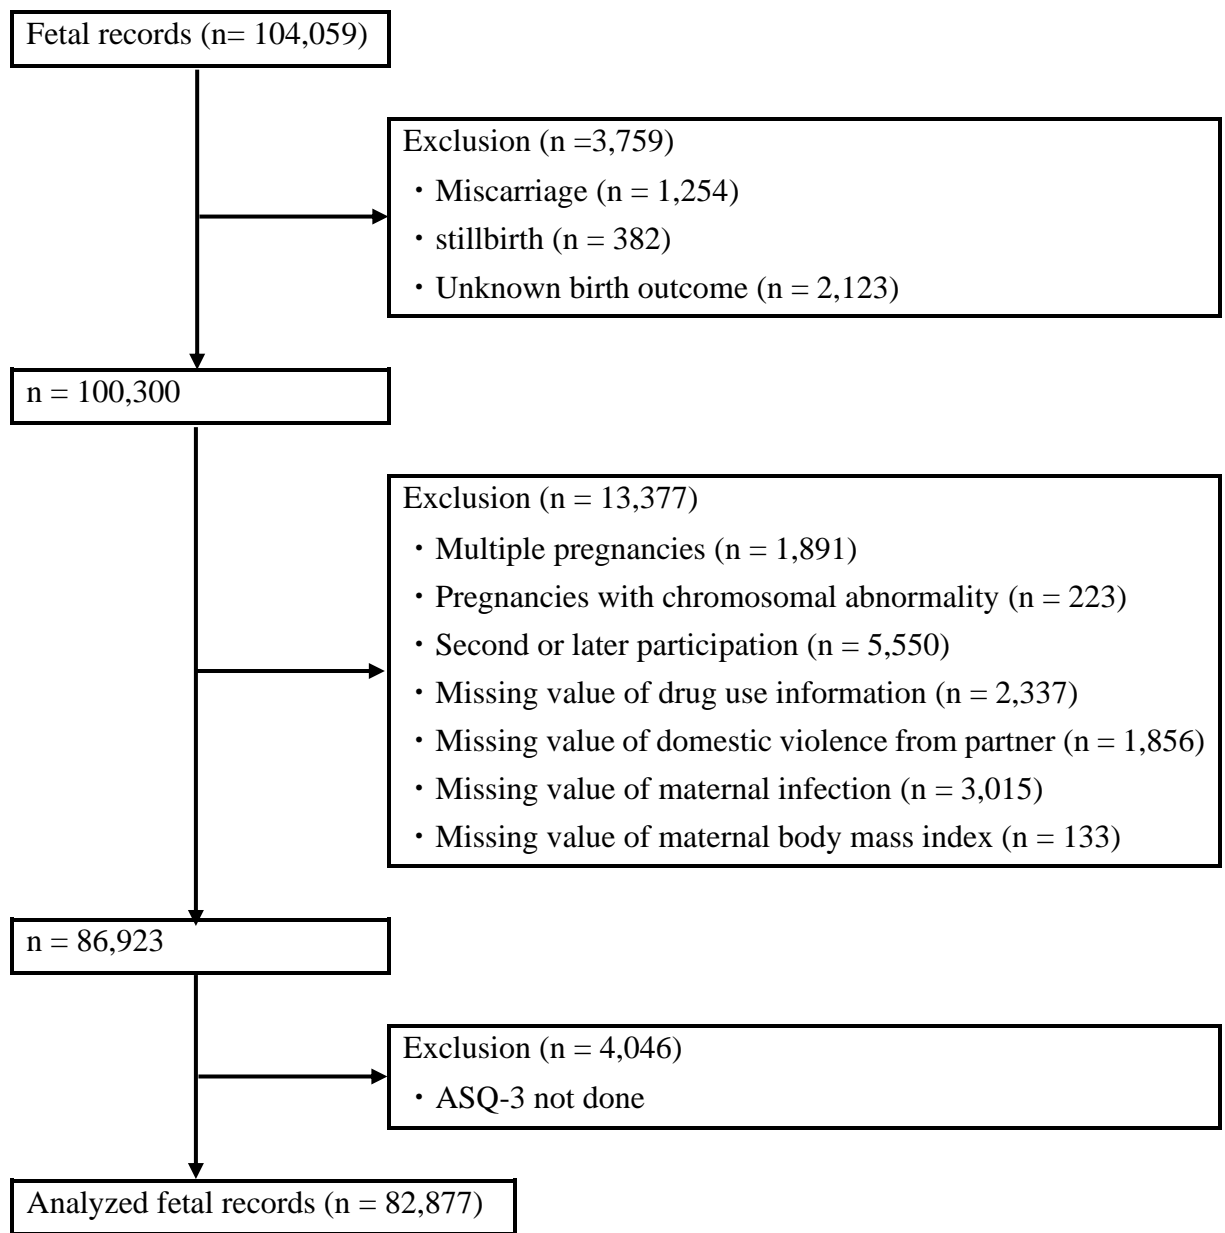 Fetal records (n= 104,059)
Exclusion (n =3,759)
・Miscarriage (n = 1,254)
・stillbirth (n = 382)
・Unknown birth outcome (n = 2,123)
n = 100,300
Exclusion (n = 13,377)
・Multiple pregnancies (n = 1,891)
・Pregnancies with chromosomal abnormality (n = 223)
・Second or later participation (n = 5,550)
・Missing value of drug use information (n = 2,337)
・Missing value of domestic violence from partner (n = 1,856)
・Missing value of maternal infection (n = 3,015)
・Missing value of maternal body mass index (n = 133)
n = 86,923
Exclusion (n = 4,046)
・ASQ-3 not done
Analyzed fetal records (n = 82,877)